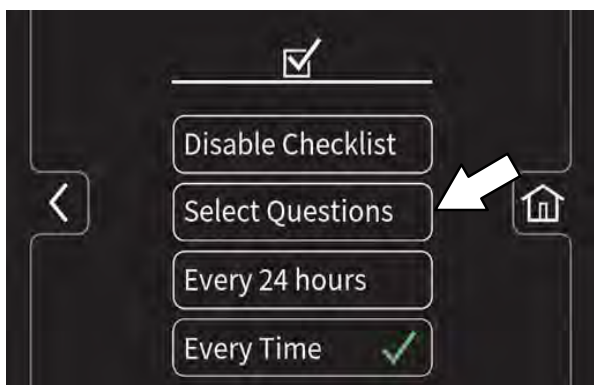 Disable Checklist
Select Questions
Every 24 hours
Every Time